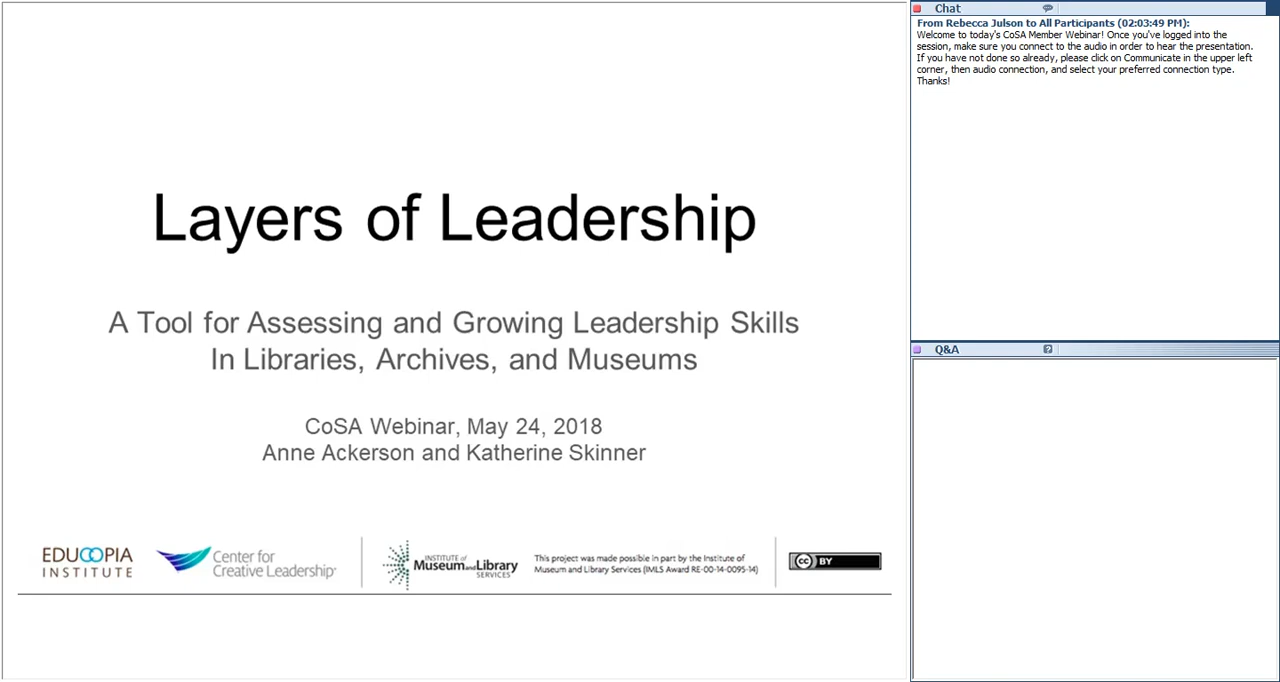 Layers of Leadership
A Tool for Assessing and Growing Leadership Skills
In Libraries, Archives, and Museums
CoSA Webinar, May 24, 2018
Anne Ackerson and Katherine Skinner
EDUCOPIA
INSTITUTE
Center for
Creative Leadership
INSTITUTE of
Museum and Library
SERVICES
This project was made possible in part by the Institute of
Museum and Library Services (IMLS Award RE-00-14-0095-14)
cc BY
Chat
From Rebecca Julson to All Participants (02:03:49 PM):
Welcome to today's CoSA Member Webinar! Once you've logged into the
session, make sure you connect to the audio in order to hear the presentation.
If you have not done so already, please click on Communicate in the upper left
corner, then audio connection, and select your preferred connection type.
Thanks!
Q&A